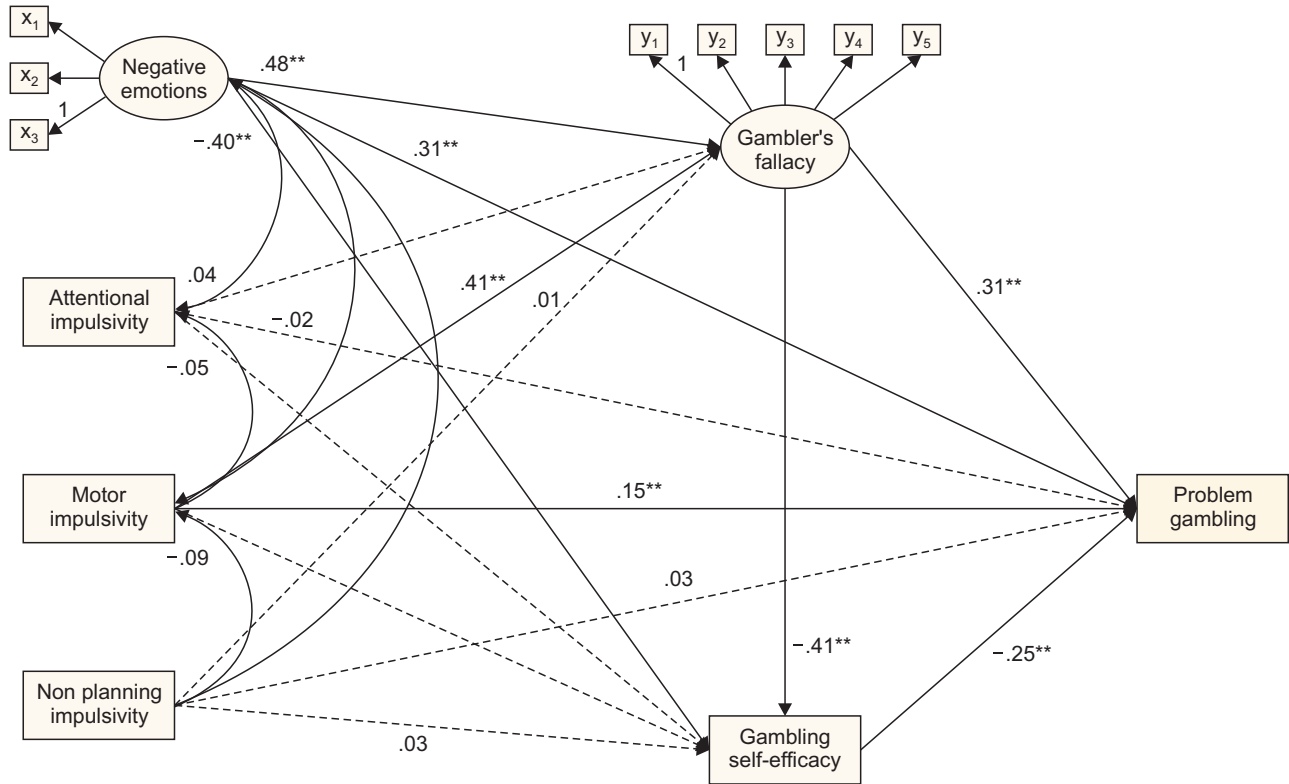 x1
x2
1
x3
Negative
emotions
y1
y2
y3
y4
y5
1
Gambler's
fallacy
.48**
−.40**
.31**
.04
Attentional
impulsivity
.41**
.01
−.02
.31**
−.05
Motor
impulsivity
.15**
Problem
gambling
−.09
.03
Non planning
impulsivity
−.41**
−.25**
.03
Gambling
self-efficacy